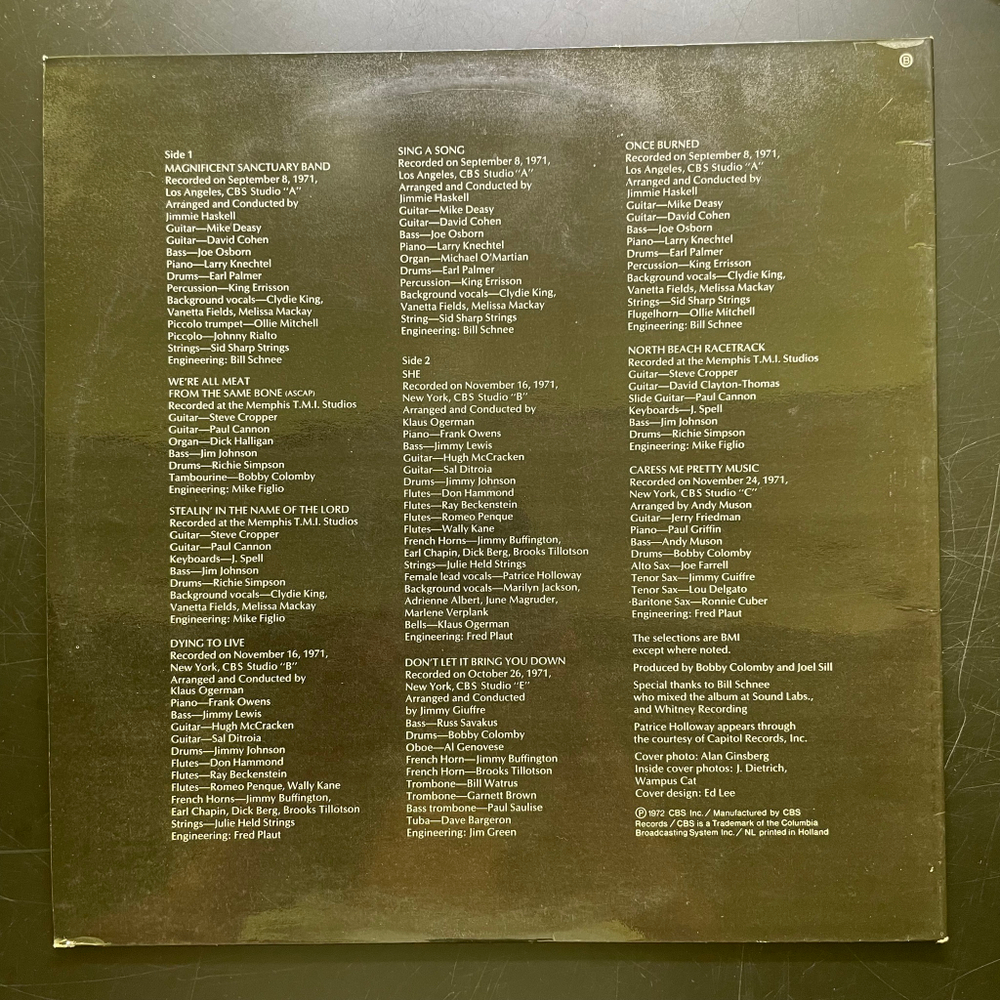 Side 1
MAGNIFICENT SANCTUARY BAND
Recorded on September 8, 1971,
Los Angeles, CBS Studio "A"
Arranged and Conducted by
Jimmie Haskell
Guitar—Mike Deasy
Guitar—David Cohen
Bass—Joe Osborn
Piano—Larry Knechtel
Drums—Earl Palmer
Percussion—King Errisson
Background vocals—Clydie King,
Vanetta Fields, Melissa Mackay
Piccolo trumpet—Ollie Mitchell
Piccolo—Johnny Rialto
Strings—Sid Sharp Strings
Engineering: Bill Schnee
WE'RE ALL MEAT
FROM THE SAME BONE (ASCAP)
Recorded at the Memphis T.M.I. Studios
Guitar—Steve Cropper
Guitar—Paul Cannon
Organ—Dick Halligan
Bass—Jim Johnson
Drums—Richie Simpson
Tambourine—Bobby Colomby
Engineering: Mike Figlio
STEALIN' IN THE NAME OF THE LORD
Recorded at the Memphis T.M.I. Studios
Guitar—Steve Cropper
Guitar—Paul Cannon
Keyboards—J. Spell
Bass—Jim Johnson
Drums—Richie Simpson
Background vocals—Clydie King,
Vanetta Fields, Melissa Mackay
Engineering: Mike Figlio
DYING TO LIVE
Recorded on November 16, 1971,
New York, CBS Studio "B"
Arranged and Conducted by
Klaus Ogerman
Piano—Frank Owens
Bass—Jimmy Lewis
Guitar—Hugh McCracken
Guitar—Sal Ditroia
Drums—Jimmy Johnson
Flutes—Don Hammond
Flutes—Ray Beckenstein
Flutes—Romeo Penque, Wally Kane
French Horns—Jimmy Buffington,
Earl Chapin, Dick Berg, Brooks Tillotson
Strings—Julie Held Strings
Engineering: Fred Plaut
SING A SONG
Recorded on September 8, 1971,
Los Angeles, CBS Studio "A"
Arranged and Conducted by
Jimmie Haskell
Guitar—Mike Deasy
Guitar—David Cohen
Bass—Joe Osborn
Piano—Larry Knechtel
Organ—Michael O'Martian
Drums—Earl Palmer
Percussion—King Errisson
Background vocals—Clydie King,
Vanetta Fields, Melissa Mackay
String—Sid Sharp Strings
Engineering: Bill Schnee
Side 2
SHE
Recorded on November 16, 1971,
New York, CBS Studio "B"
Arranged and Conducted by
Klaus Ogerman
Piano—Frank Owens
Bass—Jimmy Lewis
Guitar—Hugh McCracken
Guitar—Sal Ditroia
Drums—Jimmy Johnson
Flutes—Don Hammond
Flutes—Ray Beckenstein
Flutes—Romeo Penque
Flutes—Wally Kane
French Horns—Jimmy Buffington,
Earl Chapin, Dick Berg, Brooks Tillotson
Strings—Julie Held Strings
Female lead vocals—Patrice Holloway
Background vocals—Marilyn Jackson,
Adrienne Albert, June Magruder,
Marlene Verplank
Bells—Klaus Ogerman
Engineering: Fred Plaut
DON'T LET IT BRING YOU DOWN
Recorded on October 26, 1971,
New York, CBS Studio "E"
Arranged and Conducted
by Jimmy Giuffre
Bass—Russ Savakus
Drums—Bobby Colomby
Oboe—Al Genovese
French Horn—Jimmy Buffington
French Horn—Brooks Tillotson
Trombone—Bill Watrus
Trombone—Garnett Brown
Bass trombone—Paul Saulise
Tuba—Dave Bargeron
Engineering: Jim Green
ONCE BURNED
Recorded on September 8, 1971,
Los Angeles, CBS Studio "A"
Arranged and Conducted by
Jimmie Haskell
Guitar—Mike Deasy
Guitar—David Cohen
Bass—Joe Osborn
Piano—Larry Knechtel
Drums—Earl Palmer
Percussion—King Errisson
Background vocals—Clydie King,
Vanetta Fields, Melissa Mackay
Strings—Sid Sharp Strings
Flugelhorn—Ollie Mitchell
Engineering: Bill Schnee
NORTH BEACH RACETRACK
Recorded at the Memphis T.M.I. Studios
Guitar—Steve Cropper
Guitar—David Clayton-Thomas
Slide Guitar—Paul Cannon
Keyboards—J. Spell
Bass—Jim Johnson
Drums—Richie Simpson
Engineering: Mike Figlio
CARESS ME PRETTY MUSIC
Recorded on November 24, 1971,
New York, CBS Studio "C"
Arranged by Andy Muson
Guitar—Jerry Friedman
Piano—Paul Griffin
Bass—Andy Muson
Drums—Bobby Colomby
Alto Sax—Joe Farrell
Tenor Sax—Jimmy Guiffre
Tenor Sax—Lou Delgato
Baritone Sax—Ronnie Cuber
Engineering: Fred Plaut
The selections are BMI
except where noted.
Produced by Bobby Colomby and Joel Sill
Special thanks to Bill Schnee
who mixed the album at Sound Labs.,
and Whitney Recording
Patrice Holloway appears through
the courtesy of Capitol Records, Inc.
Cover photo: Alan Ginsberg
Inside cover photos: J. Dietrich,
Wampus Cat
Cover design: Ed Lee
Ⓟ 1972 CBS Inc. / Manufactured by CBS
Records / CBS is a Trademark of the Columbia
Broadcasting System Inc. / NL printed in Holland
Ⓑ